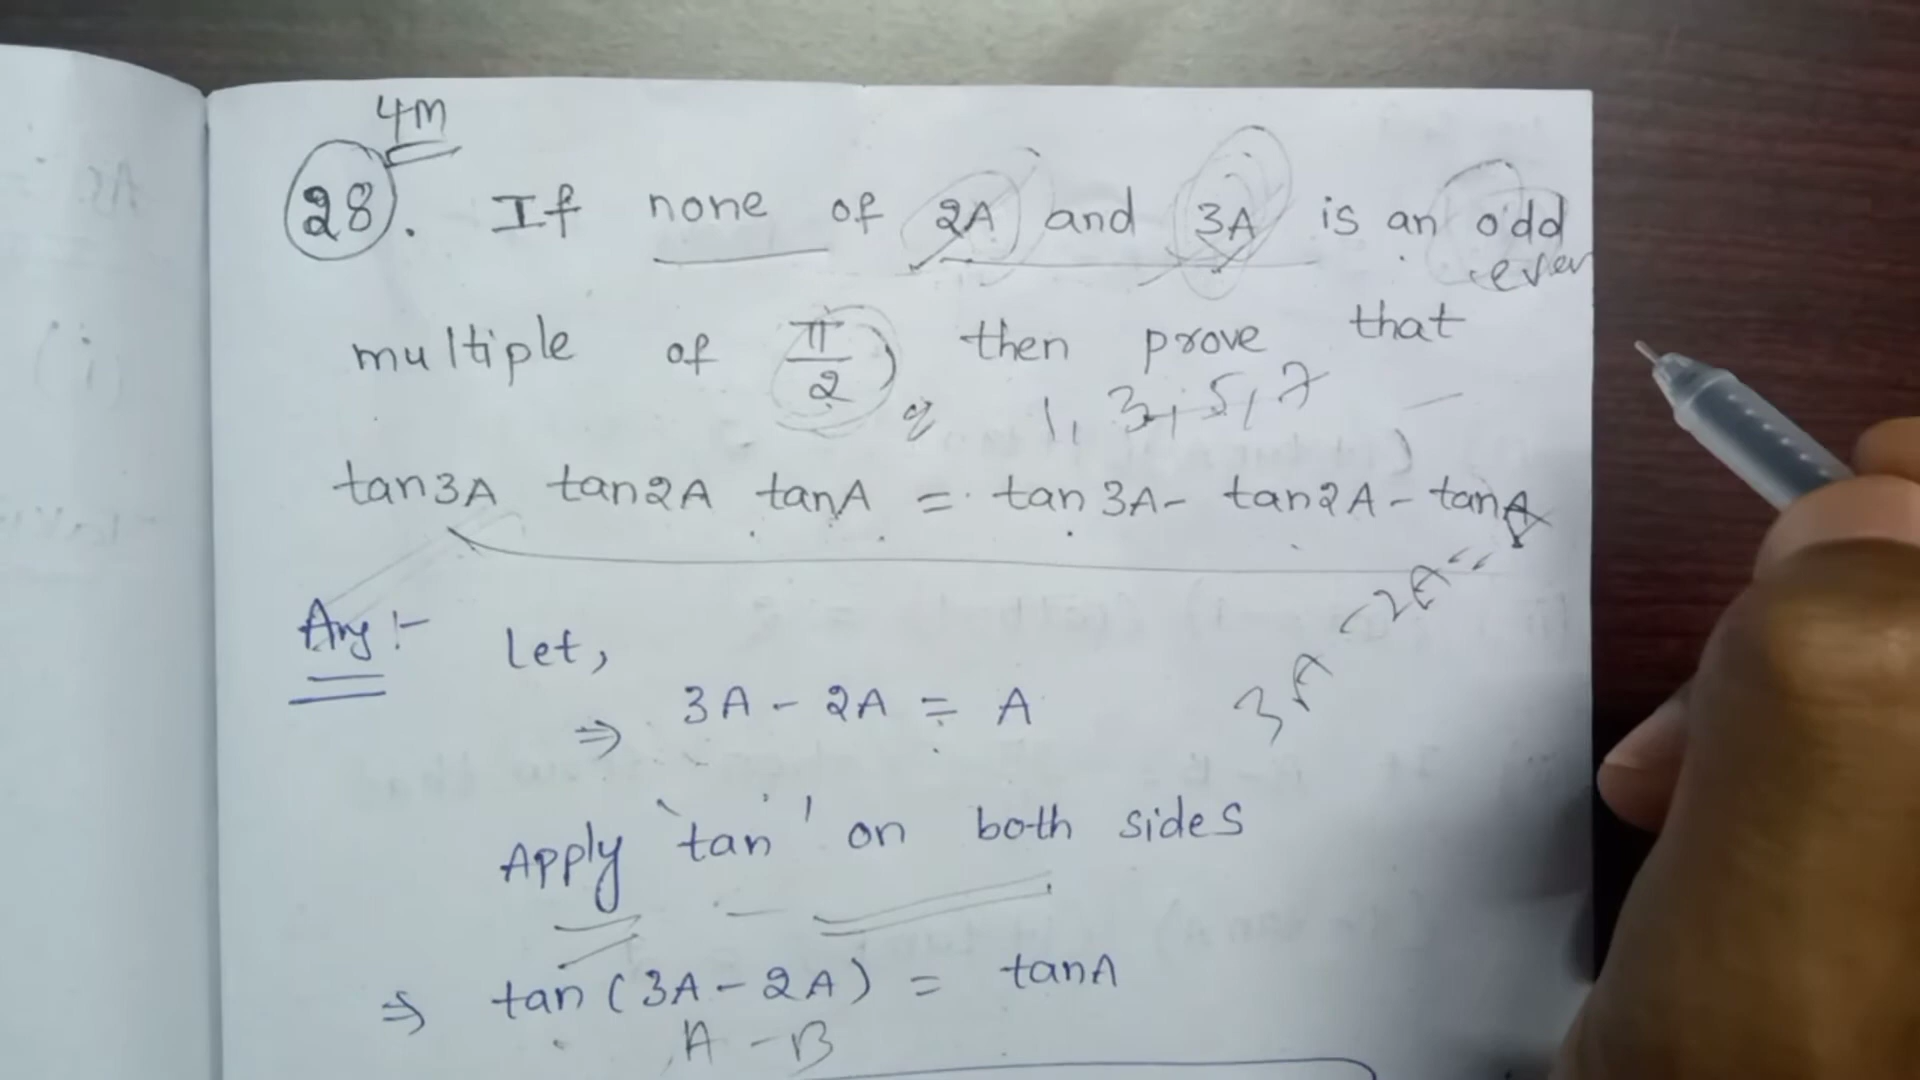 4M
28. If none of 2A and 3A is an odd
even
multiple of π/2, then prove that
1, 3, 5, 7
tan3A tan2A tanA = tan3A- tan2A- tanA
Ans:- Let,
3A-2A
⇒ 3A - 2A = A
Apply 'tan' on both sides
⇒ tan (3A-2A) = tanA
A - B